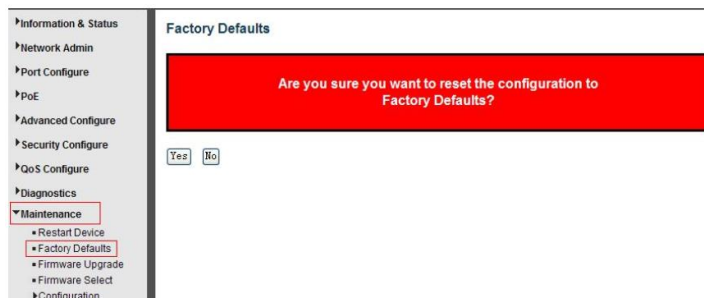 Information & Status
Network Admin
Port Configure
PoE
Advanced Configure
Security Configure
QoS Configure
Diagnostics
Maintenance
Restart Device
Factory Defaults
Firmware Upgrade
Firmware Select
Configuration
Factory Defaults
Are you sure you want to reset the configuration to
Factory Defaults?
Yes No